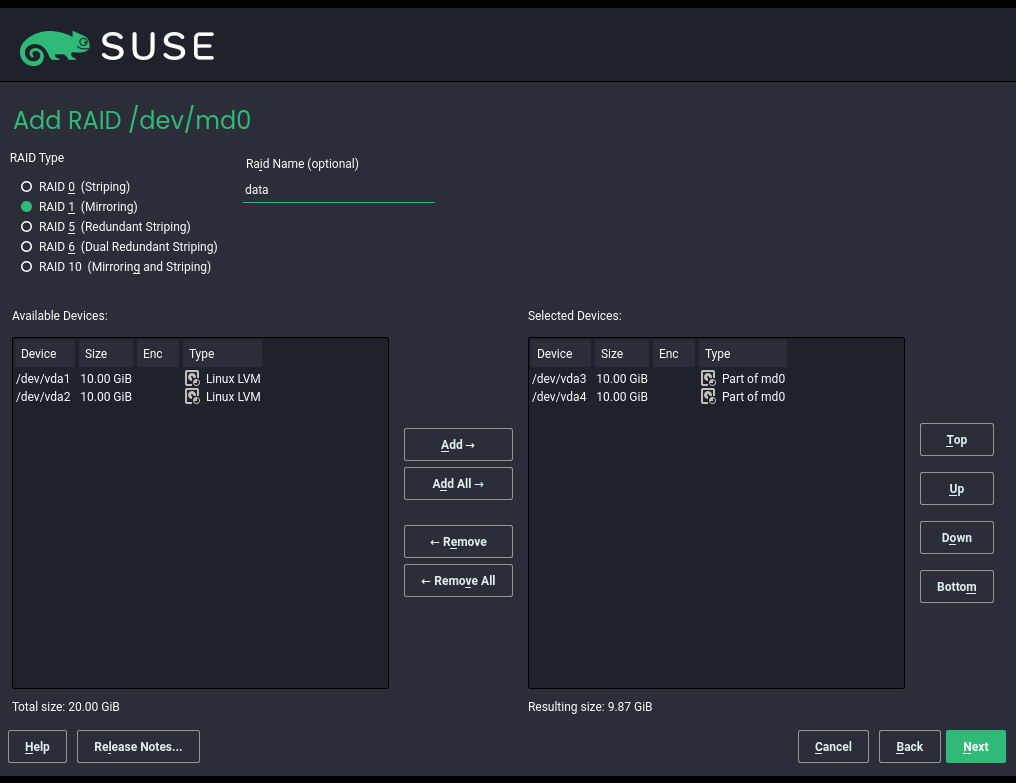 SUSE
Add RAID /dev/md0
RAID Type
Raid Name (optional)
RAID 0 (Striping)
data
RAID 1 (Mirroring)
RAID 5 (Redundant Striping)
RAID 6 (Dual Redundant Striping)
RAID 10 (Mirroring and Striping)
Available Devices:
Device Size Enc Type
/dev/vda1 10.00 GiB Linux LVM
/dev/vda2 10.00 GiB Linux LVM
Total size: 20.00 GiB
Add →
Add All →
← Remove
← Remove All
Selected Devices:
Device Size Enc Type
/dev/vda3 10.00 GiB Part of md0
/dev/vda4 10.00 GiB Part of md0
Resulting size: 9.87 GiB
Top
Up
Down
Bottom
Help Release Notes... Cancel Back Next